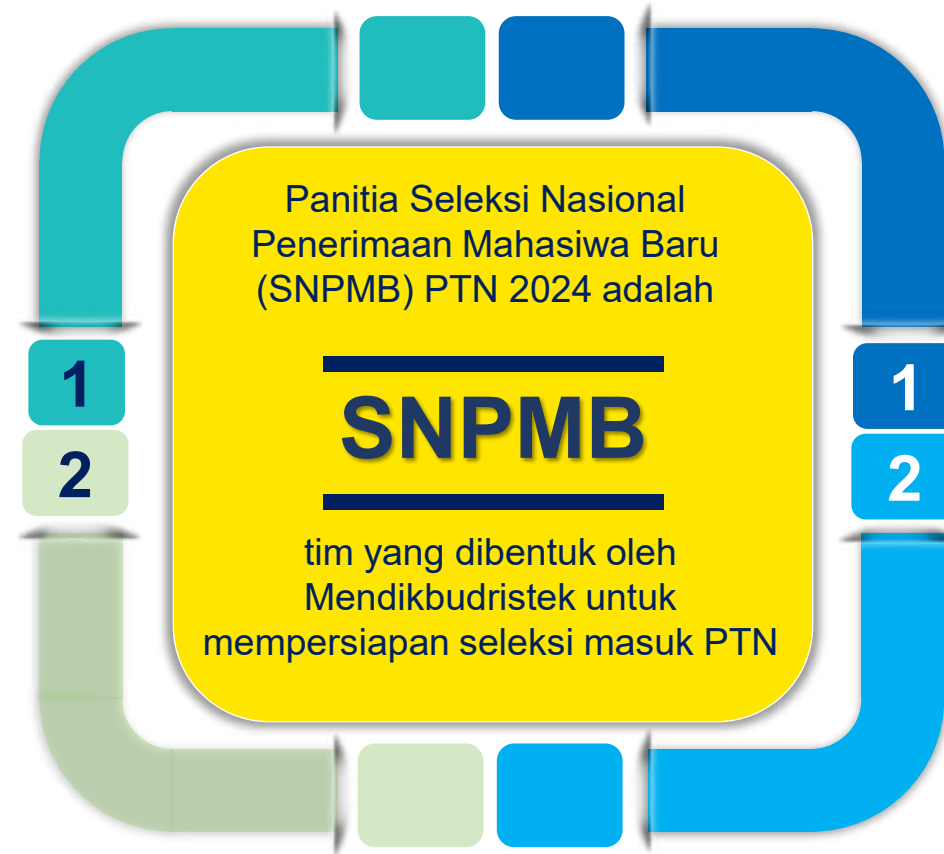 Panitia Seleksi Nasional
Penerimaan Mahasiwa Baru
(SNPMB) PTN 2024 adalah
1
1
SNPMB
2
2
tim yang dibentuk oleh
Mendikbudristek untuk
mempersiapan seleksi masuk PTN